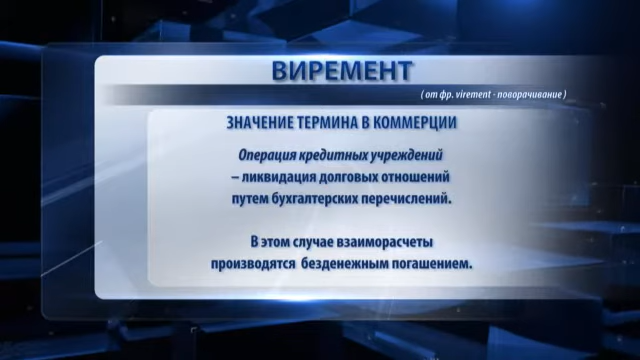 ВИРЕМЕНТ
( от фр. virement - поворачивание )
ЗНАЧЕНИЕ ТЕРМИНА В КОММЕРЦИИ
Операция кредитных учреждений
– ликвидация долговых отношений
путем бухгалтерских перечислений.
В этом случае взаиморасчеты
производятся безденежным погашением.